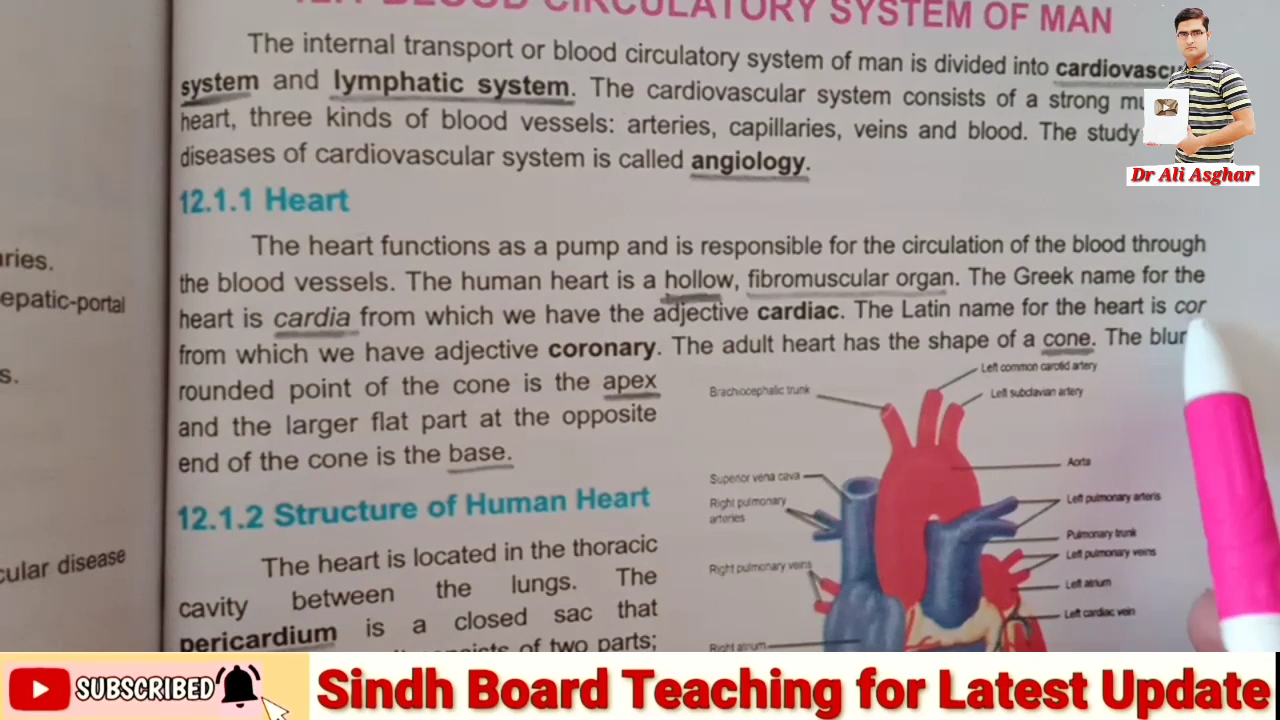 BLOOD CIRCULATORY SYSTEM OF MAN
The internal transport or blood circulatory system of man is divided into
system and lymphatic system. The cardiovascular system consists of a strong
heart, three kinds of blood vessels: arteries, capillaries, veins and blood. The study
diseases of cardiovascular system is called angiology.
Dr Ali Asghar
12.1.1 Heart
The heart functions as a pump and is responsible for the circulation of the blood through
the blood vessels. The human heart is a hollow, fibromuscular organ. The Greek name for the
heart is cardia from which we have the adjective cardiac. The Latin name for the heart is cor
from which we have adjective coronary. The adult heart has the shape of a cone. The
rounded point of the cone is the apex
and the larger flat part at the opposite
end of the cone is the base.
12.1.2 Structure of Human Heart
The heart is located in the thoracic
cavity between the lungs. The
pericardium is a closed sac that
of two parts;
Left common carotid artery
Brachiocephalic trunk
Left subclavian artery
Aorta
Superior vena cava
Right pulmonary
arteries
Left pulmonary arteris
Pulmonary trunk
Left pulmonary veins
Right pulmonary veins
Left atrium
Left cardiac vein
Right atrium
epatic-portal
disease
SUBSCRIBED
Sindh Board Teaching for Latest Update